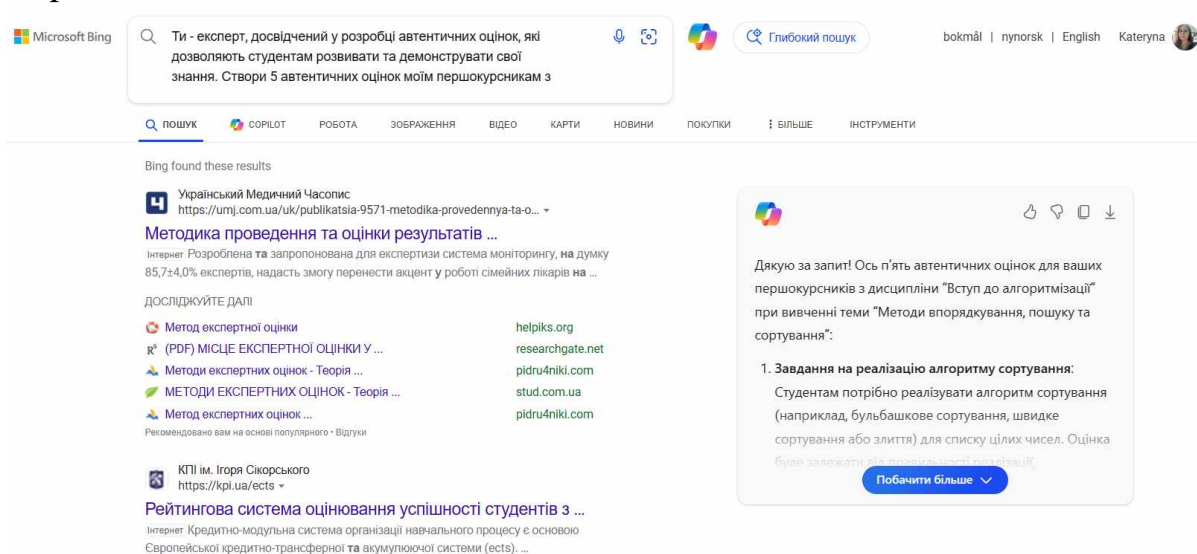 Microsoft Bing
Ти - експерт, досвідчений у розробці автентичних оцінок, які
дозволяють студентам розвивати та демонструвати свої
знання. Створи 5 автентичних оцінок моїм першокурсникам з
Глибокий пошук
bokmål | nynorsk | English Kateryna
ПОШУК COPILOT РОБОТА ЗОБРАЖЕННЯ ВІДЕО КАРТИ НОВИНИ ПОКУПКИ БІЛЬШЕ ІНСТРУМЕНТИ
Bing found these results
Український Медичний Часопис
https://umj.com.ua/uk/publikatsia-9571-metodika-provedennya-ta-o...
Методика проведення та оцінки результатів ...
Інтернет Розроблена та запропонована для експертизи система моніторингу, на думку
85,7±4,0% експертів, надасть змогу перенести акцент у роботі сімейних лікарів на ...
ДОСЛІДЖУЙТЕ ДАЛІ
Метод експертної оцінки helpiks.org
(PDF) МІСЦЕ ЕКСПЕРТНОЇ ОЦІНКИ У ... researchgate.net
Методи експертних оцінок - Теорія ... pidru4niki.com
МЕТОДИ ЕКСПЕРТНИХ ОЦІНОК - Теорія ... stud.com.ua
Метод експертних оцінок ... pidru4niki.com
Рекомендовано вам на основі популярного • Відгуки
КПІ ім. Ігоря Сікорського
https://kpi.ua/ects
Рейтингова система оцінювання успішності студентів з ...
Інтернет Кредитно-модульна система організації навчального процесу є основою
Європейської кредитно-трансферної та акумулюючої системи (ects). ...
Дякую за запит! Ось п'ять автентичних оцінок для ваших
першокурсників з дисципліни “Вступ до алгоритмізації”
при вивченні теми “Методи впорядкування, пошуку та
сортування”:
1. Завдання на реалізацію алгоритму сортування:
Студентам потрібно реалізувати алгоритм сортування
(наприклад, бульбашкове сортування, швидке
сортування або злиття) для списку цілих чисел. Оцінка
буде залежати від правильності реалізації,
Побачити більше